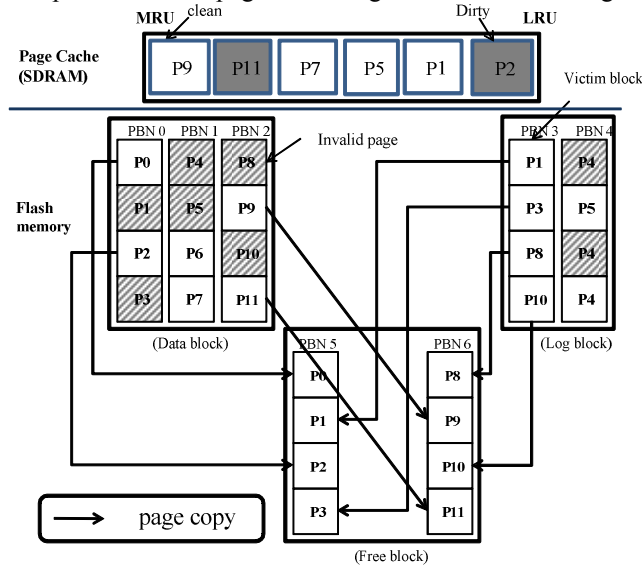 MRU clean Dirty LRU
Page Cache
(SDRAM)
P9 P11 P7 P5 P1 P2
Victim block
PBN 0 PBN 1 PBN 2 PBN 3 PBN 4
Invalid page
P0 P4 P8 P1 P4
Flash
memory
P1 P5 P9 P3 P5
P2 P6 P10 P8 P4
P3 P7 P11 P10 P4
(Data block) (Log block)
PBN 5 PBN 6
P0 P8
P1 P9
P2 P10
P3 P11
page copy
(Free block)